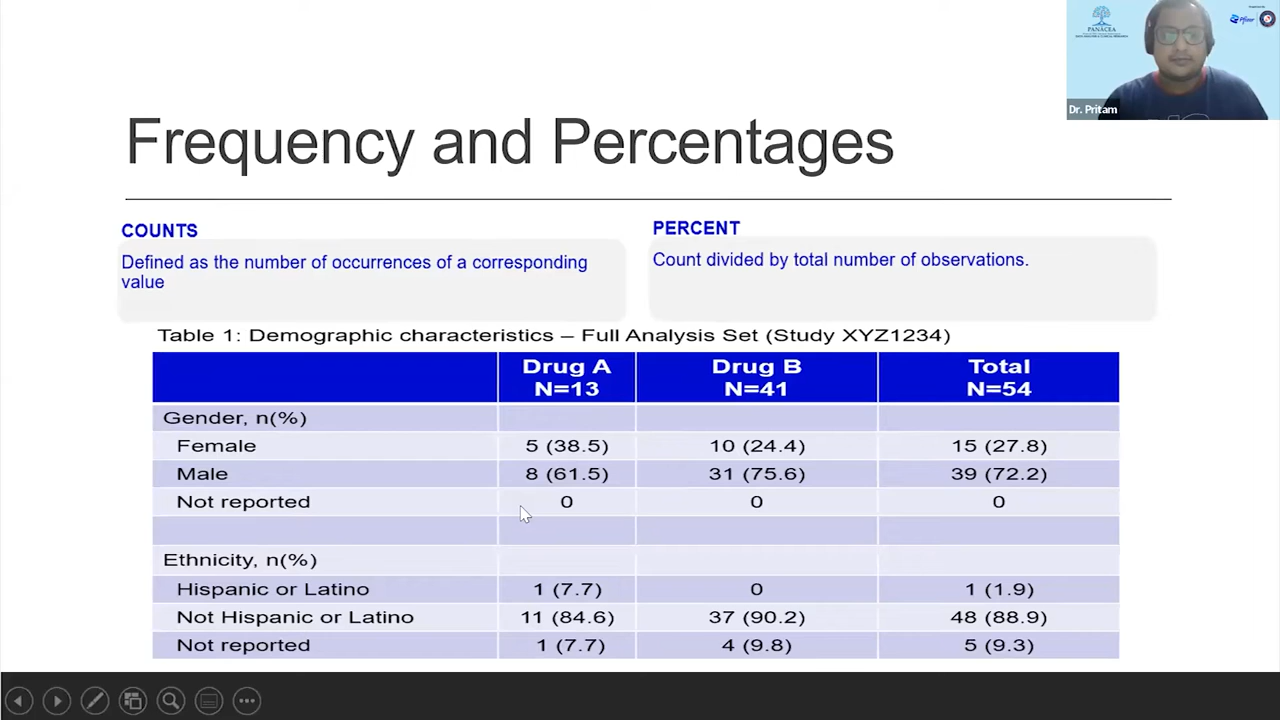 PANACEA
Pfizer
Dr. Pritam
Frequency and Percentages
COUNTS
Defined as the number of occurrences of a corresponding
value
PERCENT
Count divided by total number of observations.
Table 1: Demographic characteristics – Full Analysis Set (Study XYZ1234)
Drug A Drug B Total
N=13 N=41 N=54
Gender, n(%)
Female 5 (38.5) 10 (24.4) 15 (27.8)
Male 8 (61.5) 31 (75.6) 39 (72.2)
Not reported 0 0 0
Ethnicity, n(%)
Hispanic or Latino 1 (7.7) 0 1 (1.9)
Not Hispanic or Latino 11 (84.6) 37 (90.2) 48 (88.9)
Not reported 1 (7.7) 4 (9.8) 5 (9.3)